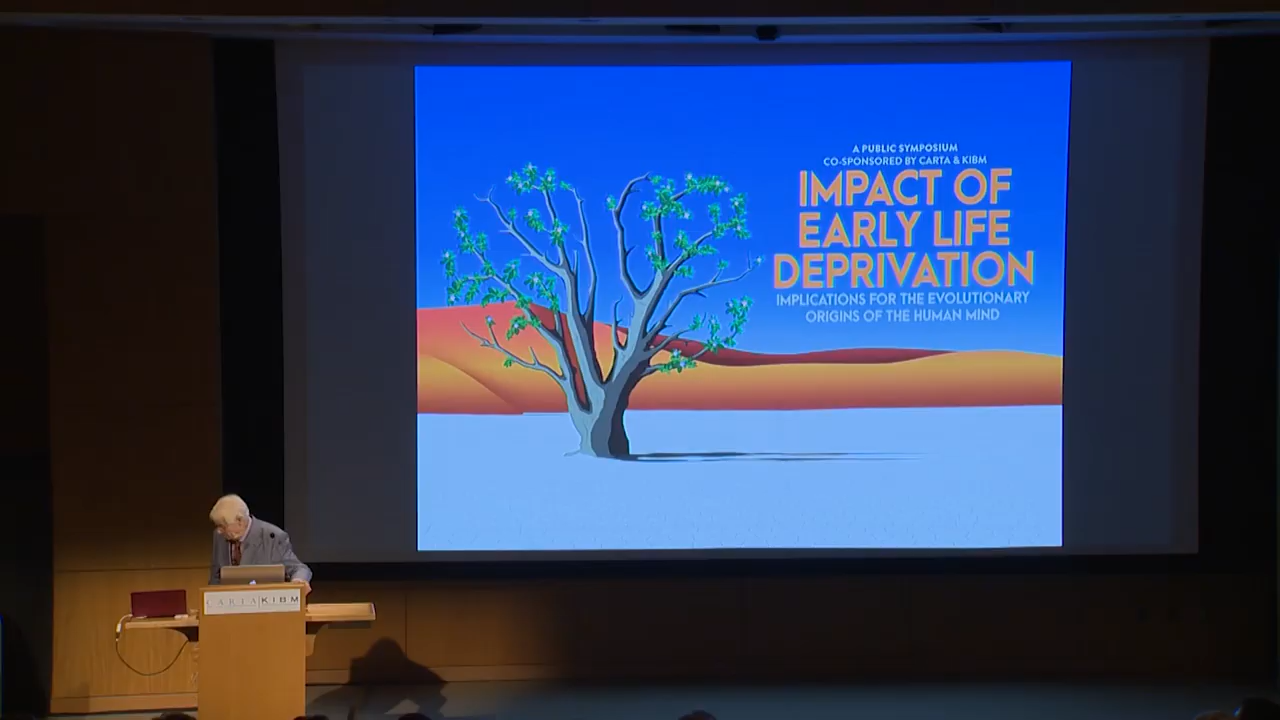 A PUBLIC SYMPOSIUM
CO-SPONSORED BY CARTA & KIBM
IMPACT OF
EARLY LIFE
DEPRIVATION
IMPLICATIONS FOR THE EVOLUTIONARY
ORIGINS OF THE HUMAN MIND
CARTA|KIBM